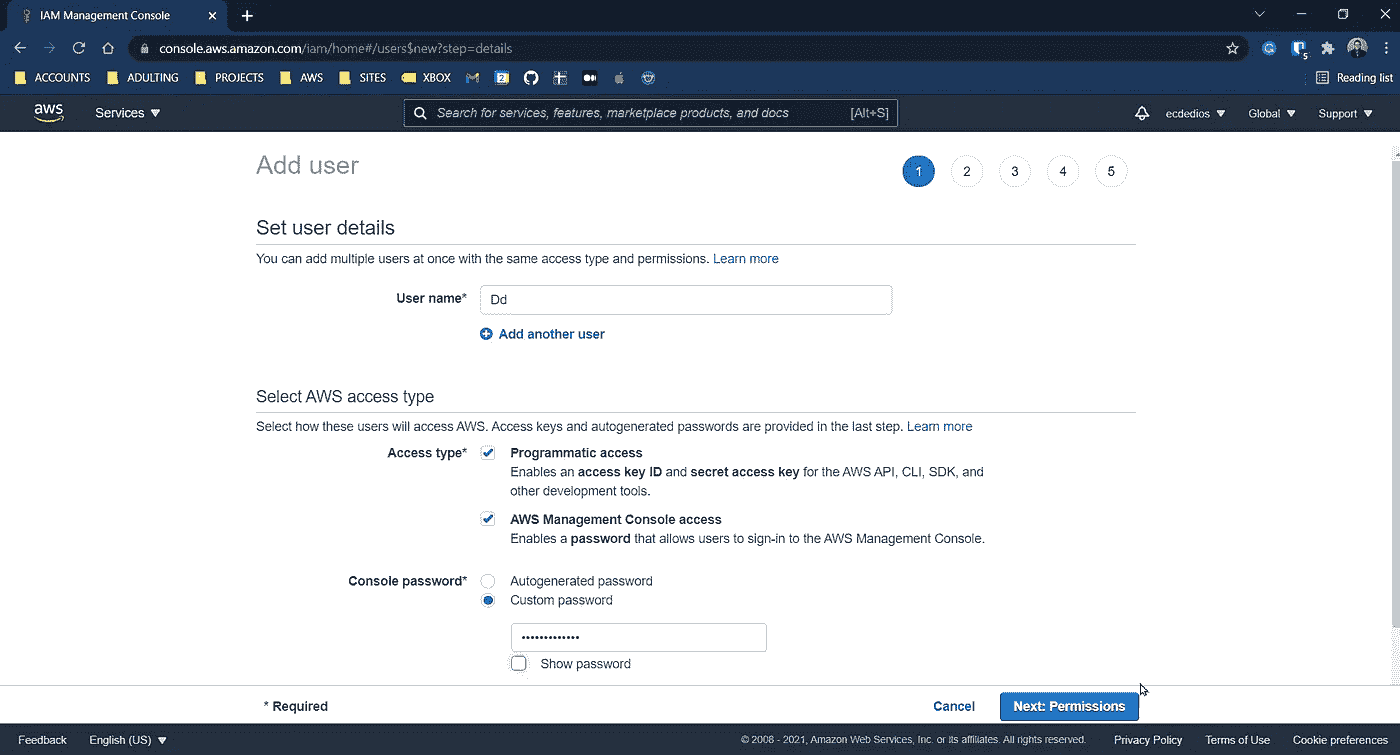 IAM Management Console
console.aws.amazon.com/iam/home#/users$new?step=details
5
ACCOUNTS ADULTING PROJECTS AWS SITES XBOX 2 Reading list
aws Services Search for services, features, marketplace products, and docs [Alt+S] ecdedios Global Support
Add user 1 2 3 4 5
Set user details
You can add multiple users at once with the same access type and permissions. Learn more
User name* Dd
Add another user
Select AWS access type
Select how these users will access AWS. Access keys and autogenerated passwords are provided in the last step. Learn more
Access type* Programmatic access
Enables an access key ID and secret access key for the AWS API, CLI, SDK, and
other development tools.
AWS Management Console access
Enables a password that allows users to sign-in to the AWS Management Console.
Console password* Autogenerated password
Custom password
•••••••••••••
Show password
* Required Cancel Next: Permissions
Feedback English (US) © 2008 - 2021, Amazon Web Services, Inc. or its affiliates. All rights reserved. Privacy Policy Terms of Use Cookie preferences